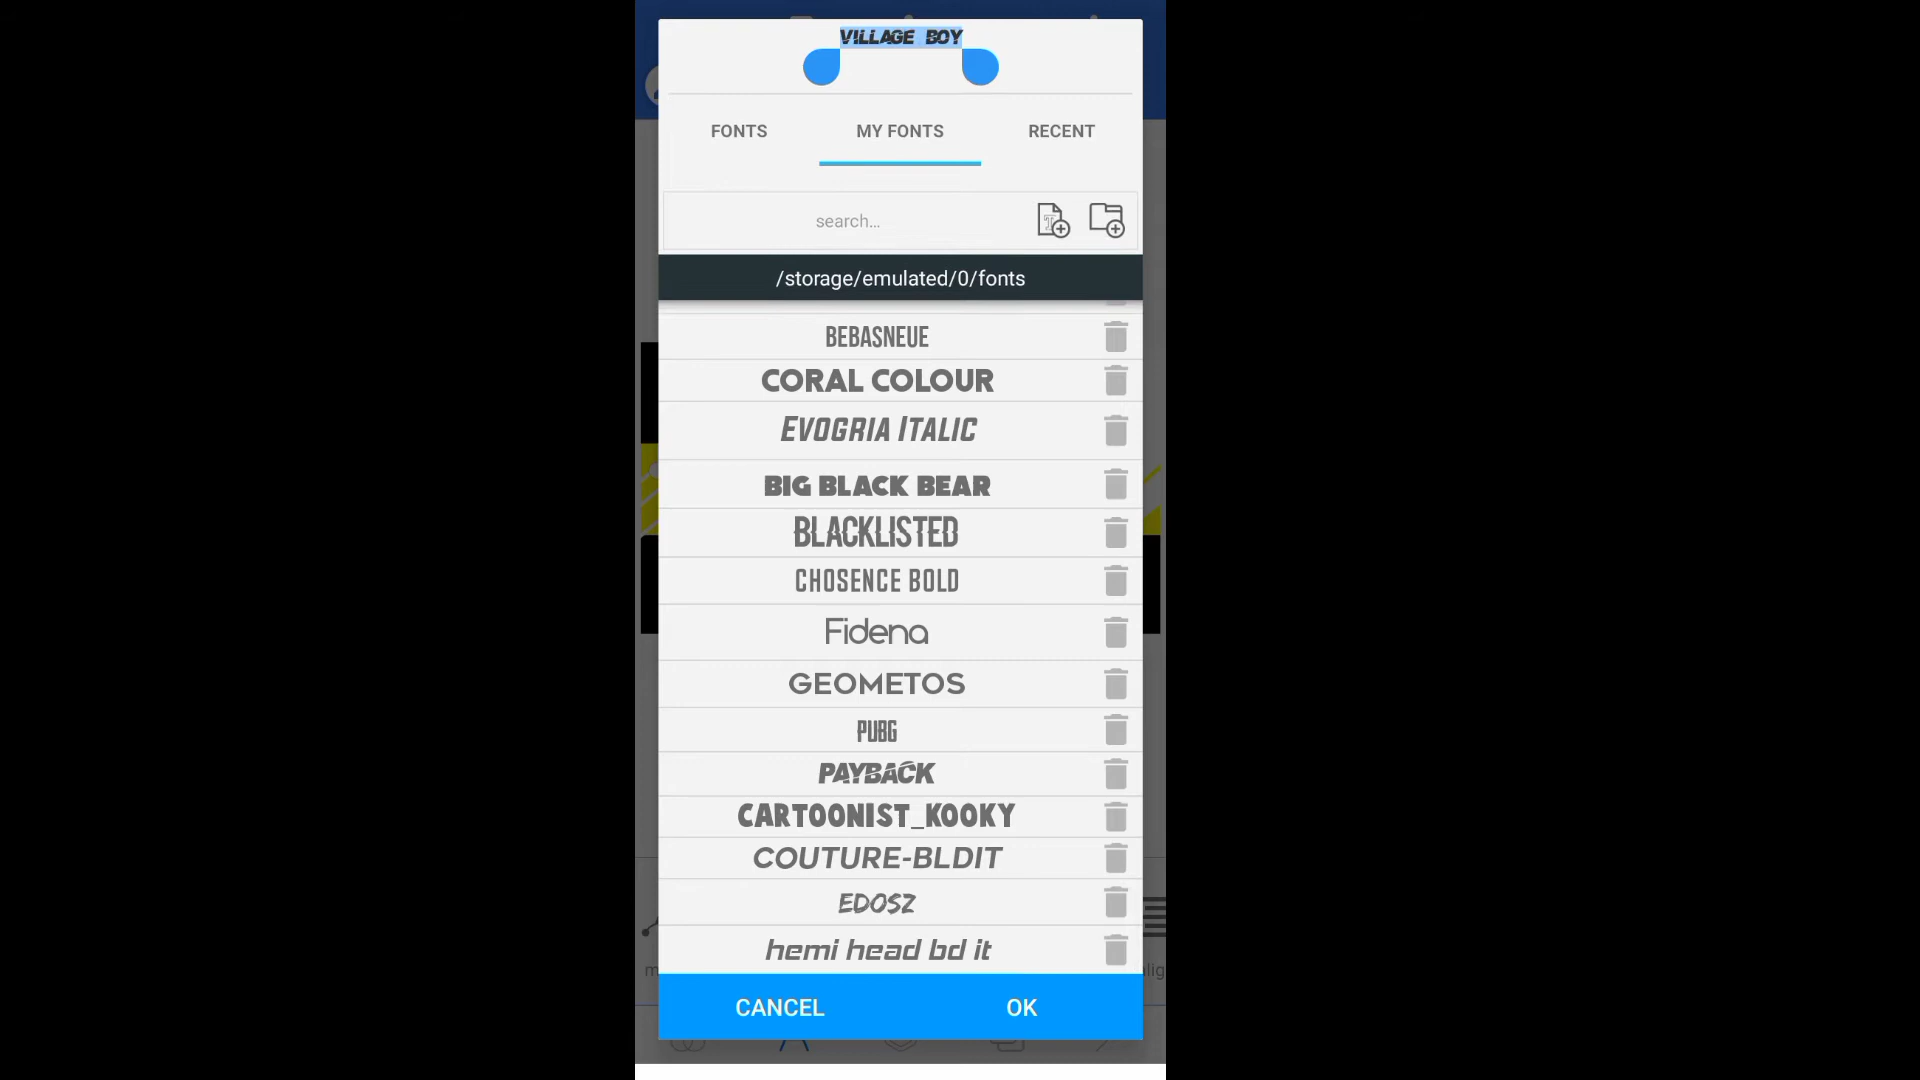 VILLAGE BOY
FONTS
MY FONTS
RECENT
search...
/storage/emulated/0/fonts
BEBASNEUE
CORAL COLOUR
EVOGRIA ITALIC
BIG BLACK BEAR
BLACKLISTED
CHOSENCE BOLD
Fidena
GEOMETOS
PUBG
PAYBACK
CARTOONIST_KOOKY
COUTURE-BLDIT
EDOSZ
hemi head bd it
CANCEL
OK